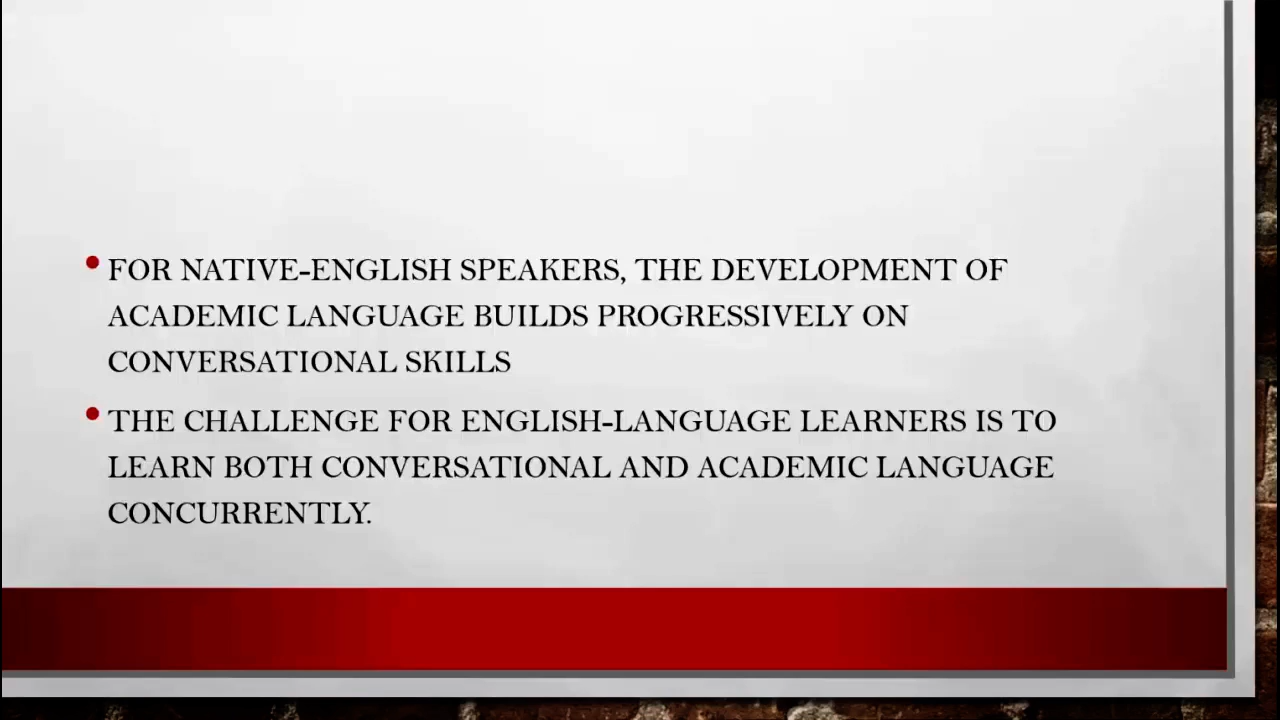 • FOR NATIVE-ENGLISH SPEAKERS, THE DEVELOPMENT OF
ACADEMIC LANGUAGE BUILDS PROGRESSIVELY ON
CONVERSATIONAL SKILLS
• THE CHALLENGE FOR ENGLISH-LANGUAGE LEARNERS IS TO
LEARN BOTH CONVERSATIONAL AND ACADEMIC LANGUAGE
CONCURRENTLY.